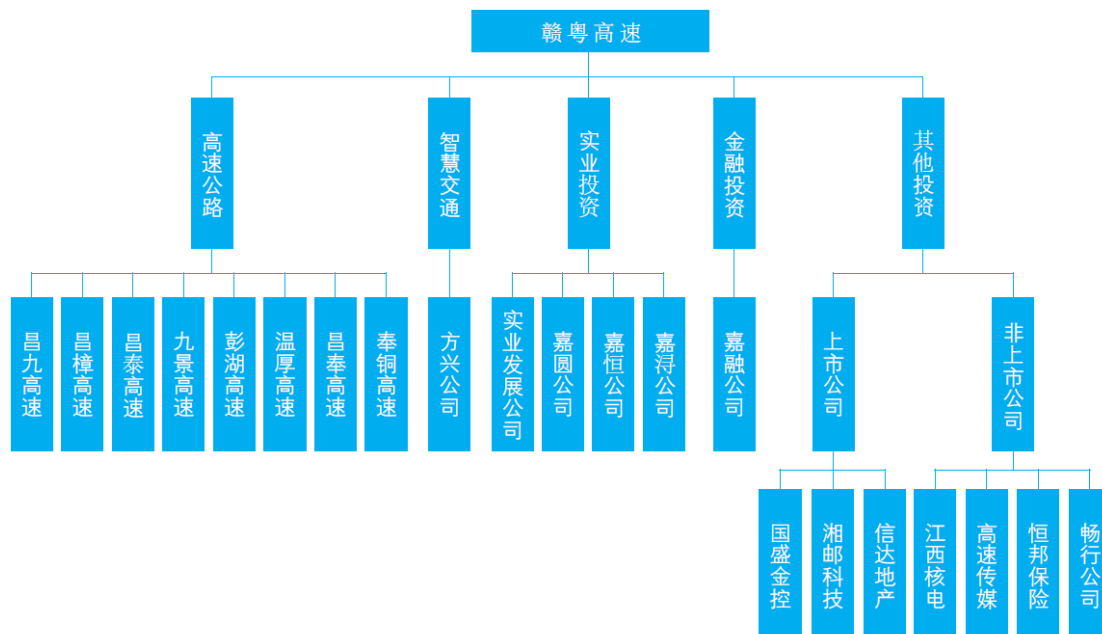 赣粤高速
高速公路
智慧交通
实业投资
金融投资
其他投资
昌九高速
昌樟高速
昌泰高速
九景高速
彭湖高速
温厚高速
昌奉高速
奉铜高速
方兴公司
实业发展公司
嘉圆公司
嘉恒公司
嘉浔公司
嘉融公司
上市公司
非上市公司
国盛金控
湘邮科技
信达地产
江西核电
高速传媒
恒邦保险
畅行公司